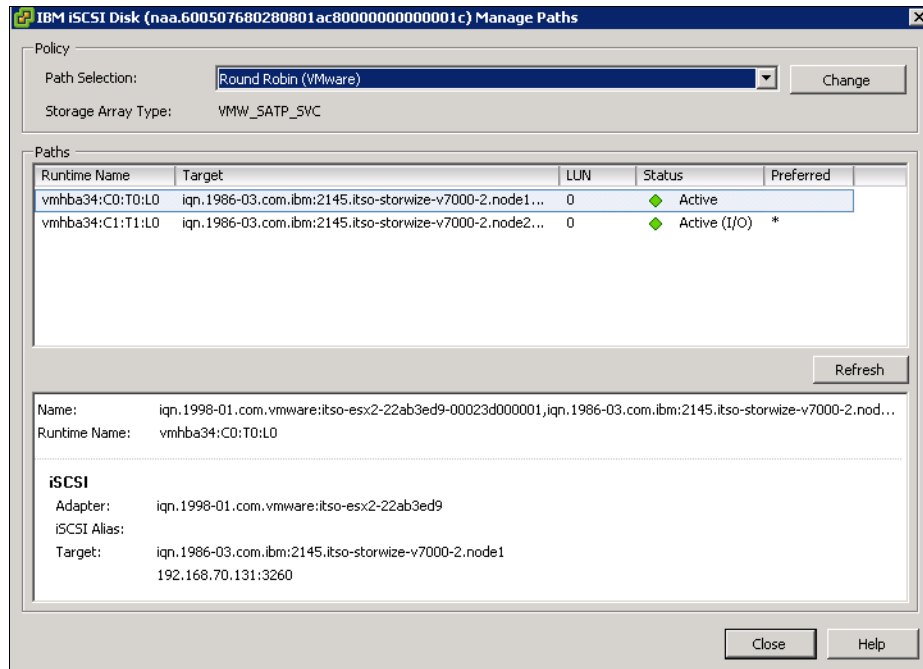 IBM iSCSI Disk (naa.600507680280801ac80000000000001c) Manage Paths
Policy
Path Selection: Round Robin (VMware) Change
Storage Array Type: VMW_SATP_SVC
Paths
Runtime Name Target LUN Status Preferred
vmhba34:C0:T0:L0 iqn.1986-03.com.ibm:2145.itso-storwize-v7000-2.node1... 0 Active
vmhba34:C1:T1:L0 iqn.1986-03.com.ibm:2145.itso-storwize-v7000-2.node2... 0 Active (I/O) *
Refresh
Name: iqn.1998-01.com.vmware:itso-esx2-22ab3ed9-00023d000001,iqn.1986-03.com.ibm:2145.itso-storwize-v7000-2.nod...
Runtime Name: vmhba34:C0:T0:L0
iSCSI
Adapter: iqn.1998-01.com.vmware:itso-esx2-22ab3ed9
iSCSI Alias:
Target: iqn.1986-03.com.ibm:2145.itso-storwize-v7000-2.node1
192.168.70.131:3260
Close Help